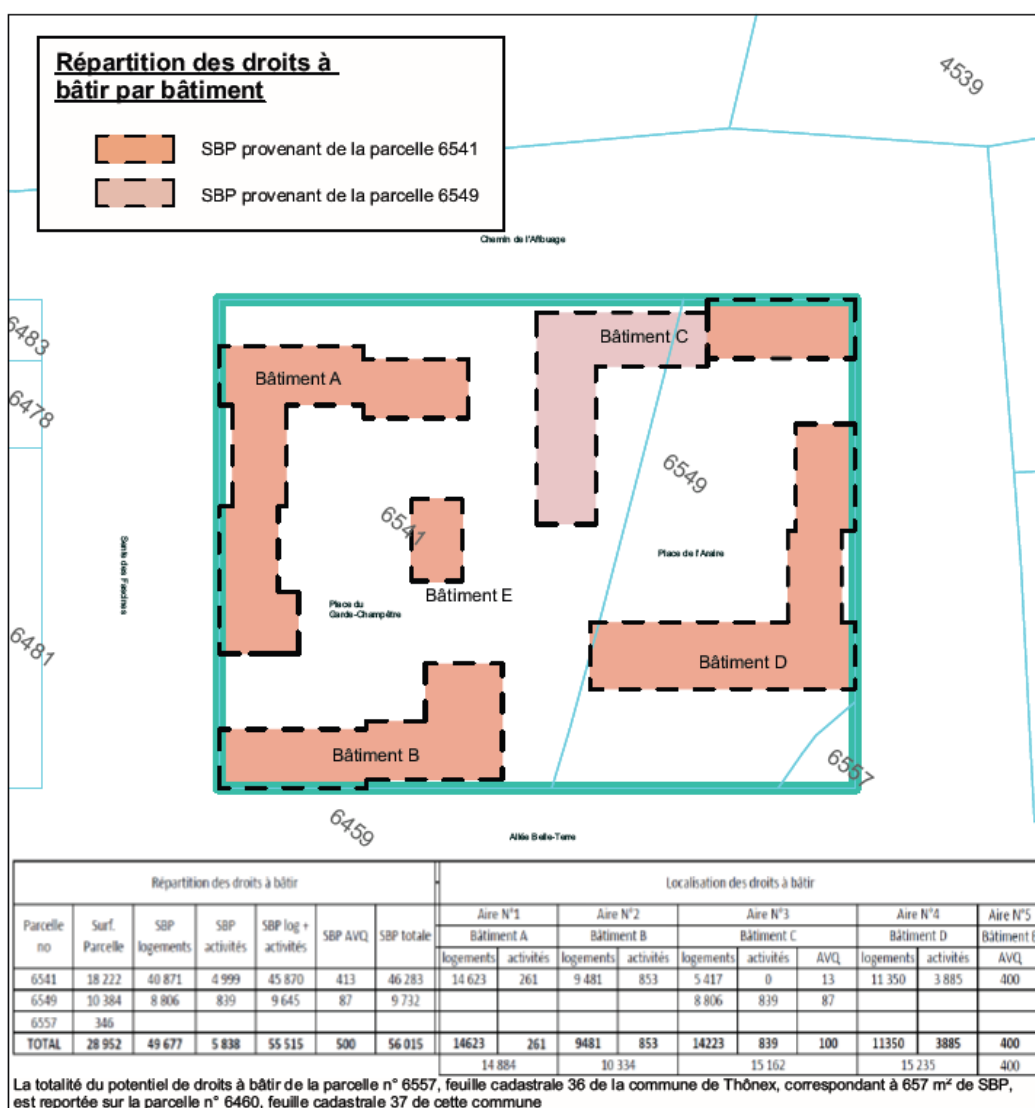 Répartition des droits à
bâtir par bâtiment
SBP provenant de la parcelle 6541
SBP provenant de la parcelle 6549
4539
Chemin de l'Affouage
6483
6478
6481
Bâtiment A
Bâtiment C
6549
6541
Bâtiment E
Place de l'Araire
Place du
Garde-Champêtre
Bâtiment D
Bâtiment B
6557
6459
Allée Belle-Terre
Répartition des droits à bâtir Localisation des droits à bâtir
Parcelle no Surf. Parcelle SBP logements SBP activités SBP log + activités SBP AVQ SBP totale Aire N°1 Aire N°2 Aire N°3 Aire N°4 Aire N°5
Bâtiment A Bâtiment B Bâtiment C Bâtiment D Bâtiment E
logements activités logements activités logements activités AVQ logements activités AVQ
6541 18 222 40 871 4 999 45 870 413 46 283 14 623 261 9 481 853 5 417 0 13 11 350 3 885 400
6549 10 384 8 806 839 9 645 87 9 732 8 806 839 87
6557 346
TOTAL 28 952 49 677 5 838 55 515 500 56 015 14623 261 9481 853 14223 839 100 11350 3885 400
14 884 10 334 15 162 15 235 400
La totalité du potentiel de droits à bâtir de la parcelle n° 6557, feuille cadastrale 36 de la commune de Thônex, correspondant à 657 m² de SBP,
est reportée sur la parcelle n° 6460, feuille cadastrale 37 de cette commune